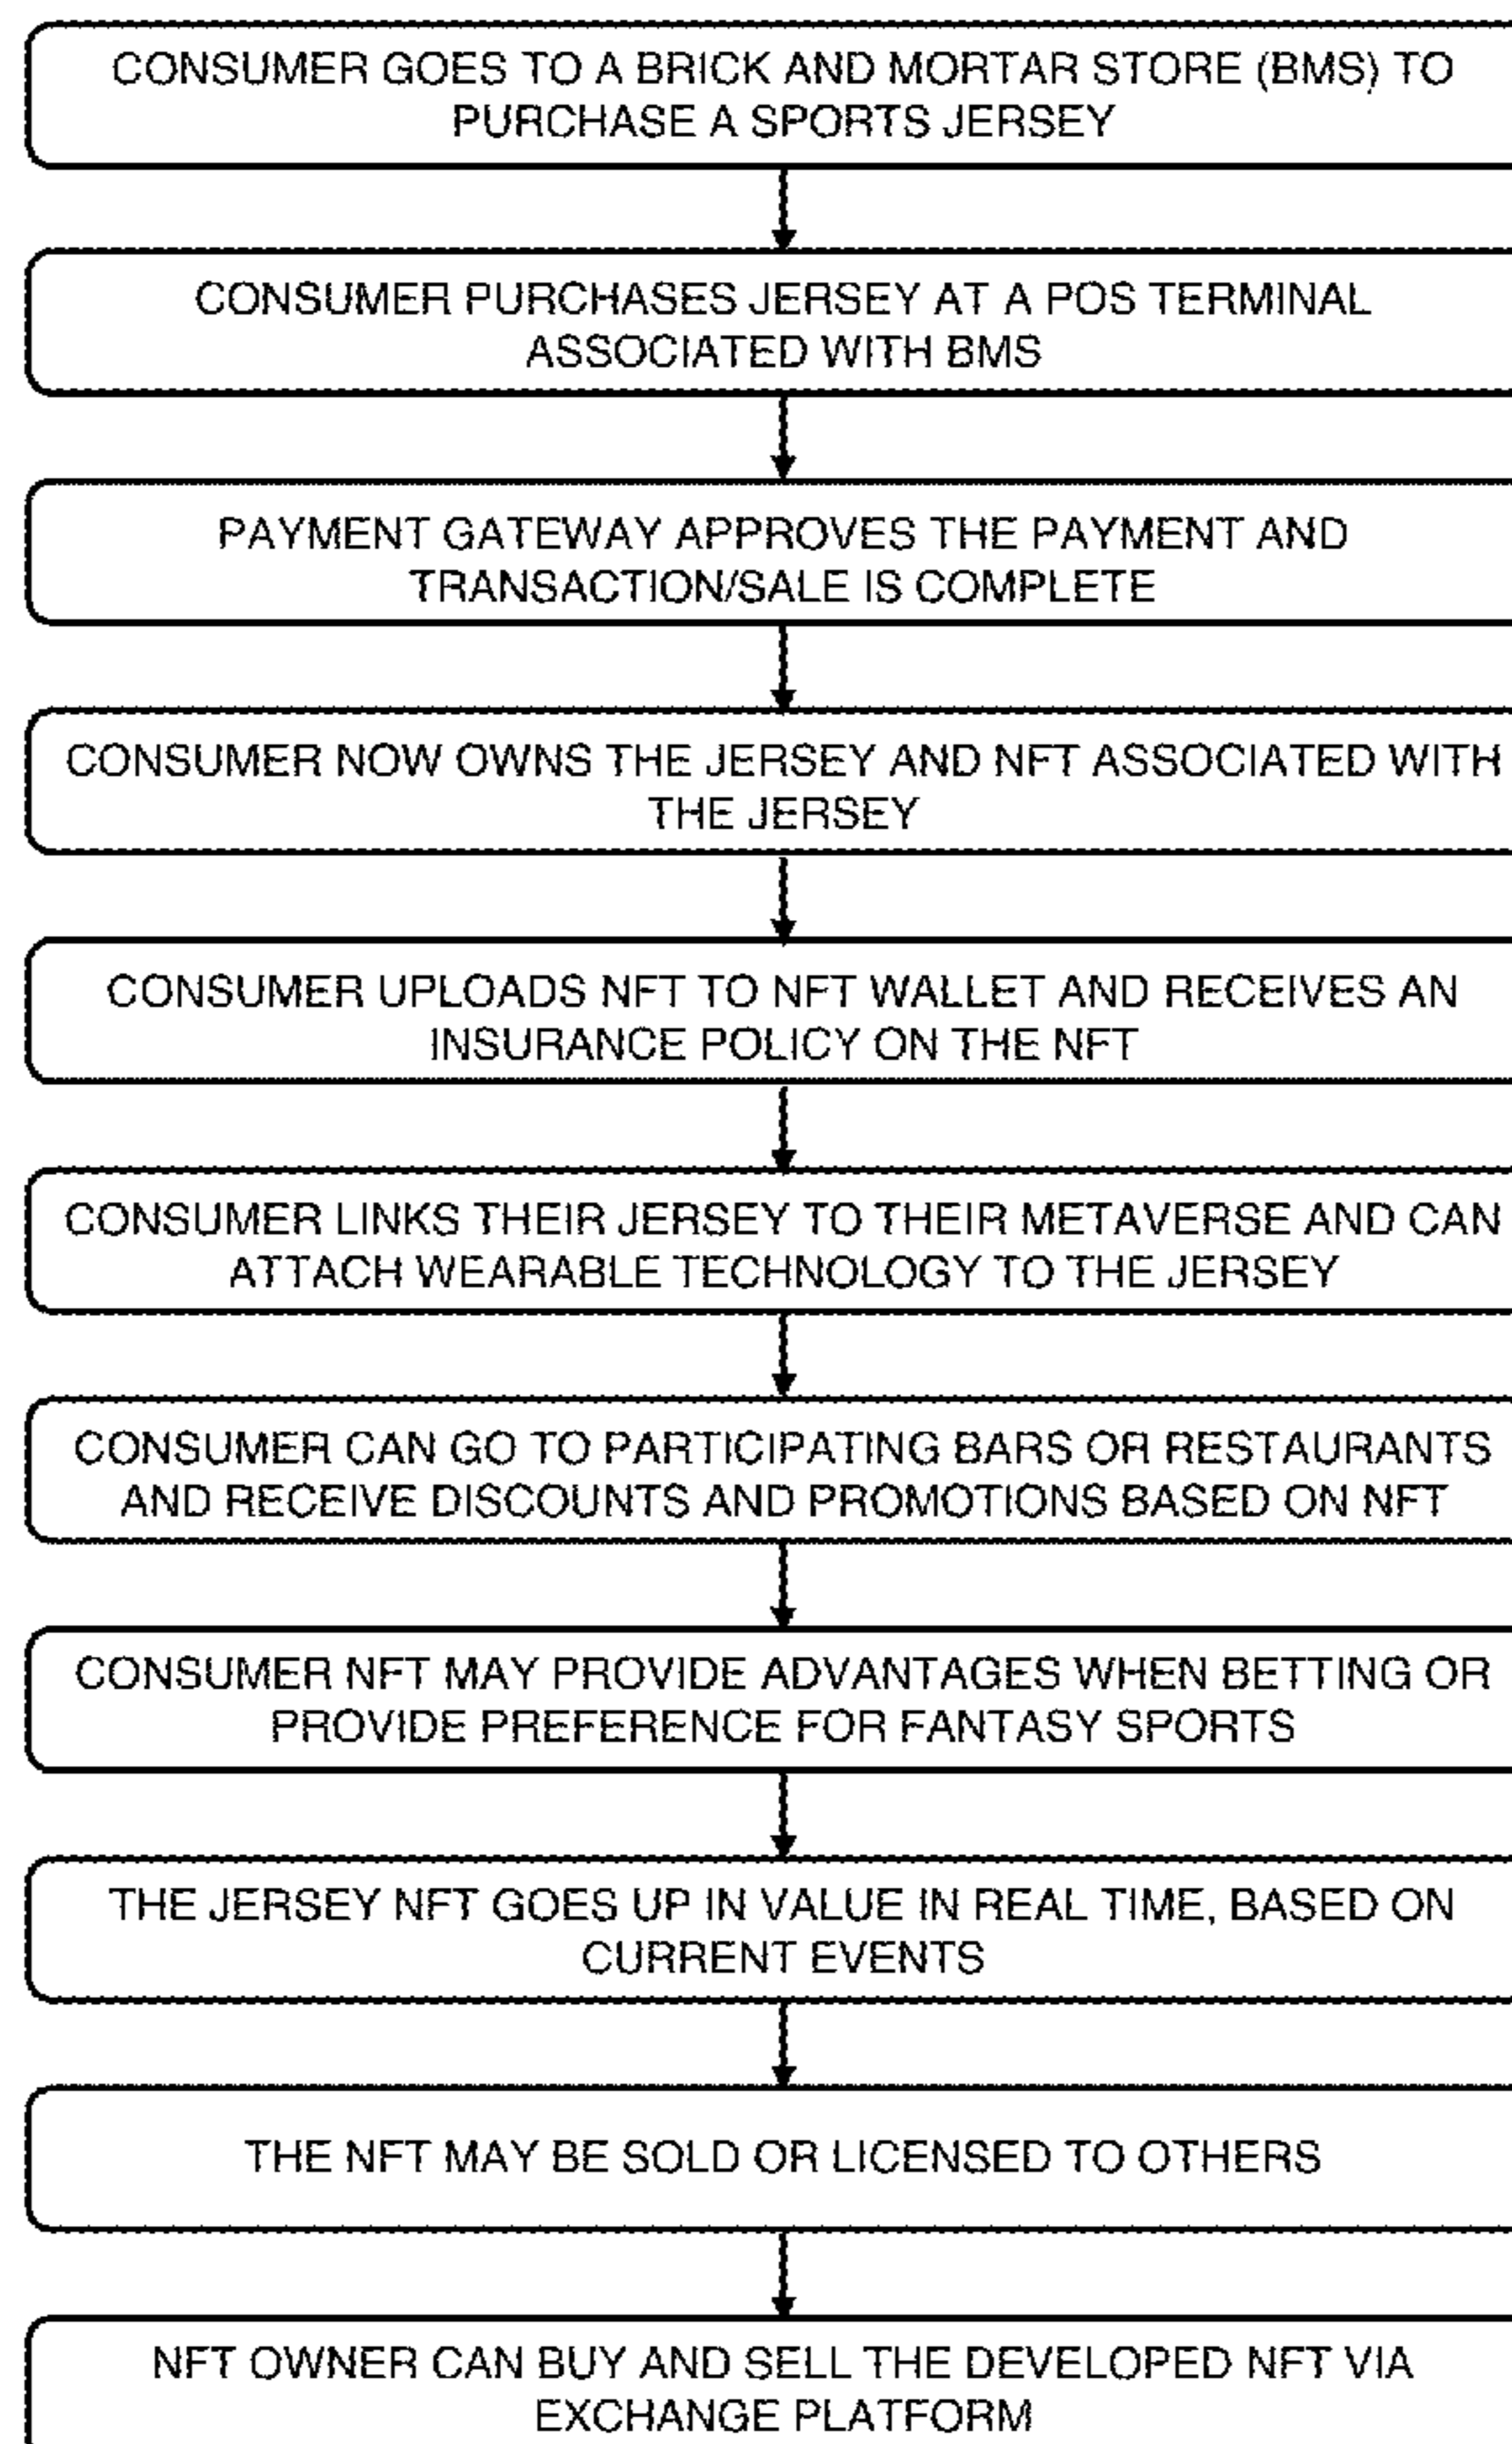 CONSUMER GOES TO A BRICK AND MORTAR STORE (BMS) TO
PURCHASE A SPORTS JERSEY
CONSUMER PURCHASES JERSEY AT A POS TERMINAL
ASSOCIATED WITH BMS
PAYMENT GATEWAY APPROVES THE PAYMENT AND
TRANSACTION/SALE IS COMPLETE
CONSUMER NOW OWNS THE JERSEY AND NFT ASSOCIATED WITH
THE JERSEY
CONSUMER UPLOADS NFT TO NFT WALLET AND RECEIVES AN
INSURANCE POLICY ON THE NFT
CONSUMER LINKS THEIR JERSEY TO THEIR METAVERSE AND CAN
ATTACH WEARABLE TECHNOLOGY TO THE JERSEY
CONSUMER CAN GO TO PARTICIPATING BARS OR RESTAURANTS
AND RECEIVE DISCOUNTS AND PROMOTIONS BASED ON NFT
CONSUMER NFT MAY PROVIDE ADVANTAGES WHEN BETTING OR
PROVIDE PREFERENCE FOR FANTASY SPORTS
THE JERSEY NFT GOES UP IN VALUE IN REAL TIME, BASED ON
CURRENT EVENTS
THE NFT MAY BE SOLD OR LICENSED TO OTHERS
NFT OWNER CAN BUY AND SELL THE DEVELOPED NFT VIA
EXCHANGE PLATFORM